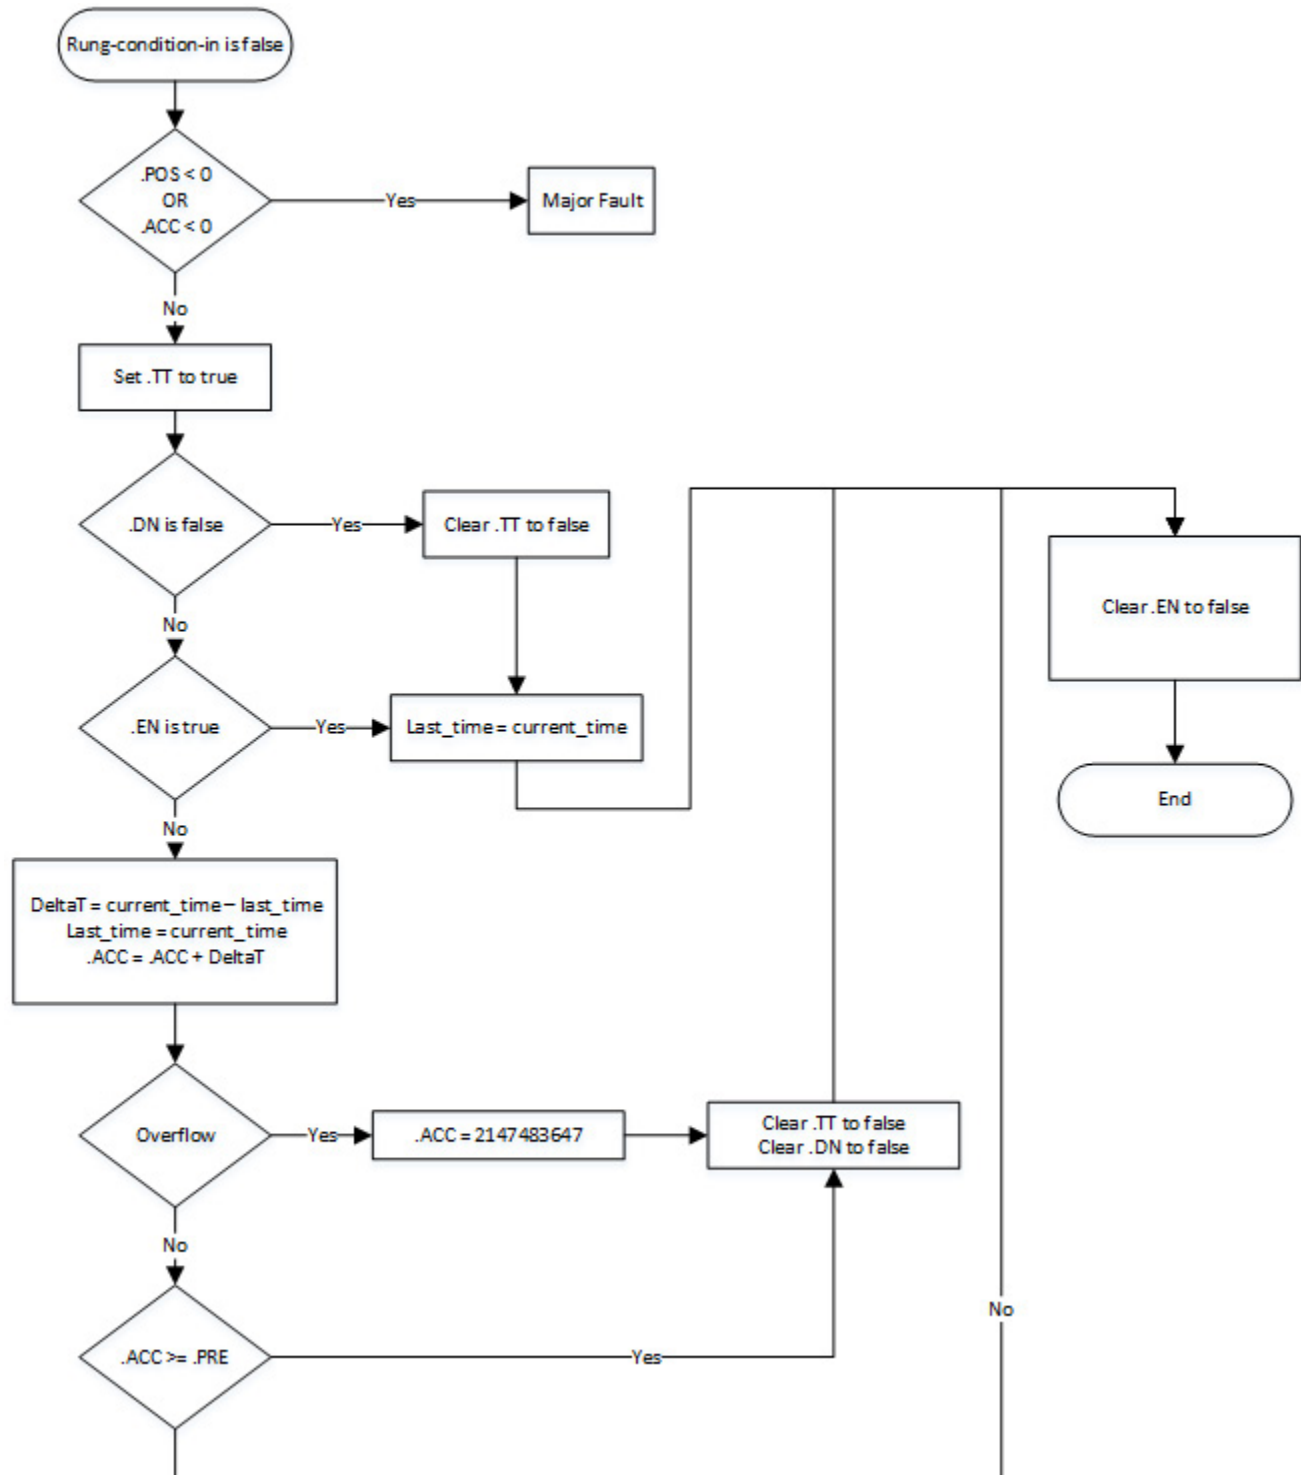 Rung-condition-in is false
.POS < 0
OR
.ACC < 0
Yes
Major Fault
No
Set .TT to true
.DN is false
Yes
Clear .TT to false
No
.EN is true
Yes
Last_time = current_time
Clear .EN to false
End
No
DeltaT = current_time – last_time
Last_time = current_time
.ACC = .ACC + DeltaT
Overflow
Yes
.ACC = 2147483647
Clear .TT to false
Clear .DN to false
No
.ACC >= .PRE
Yes
No